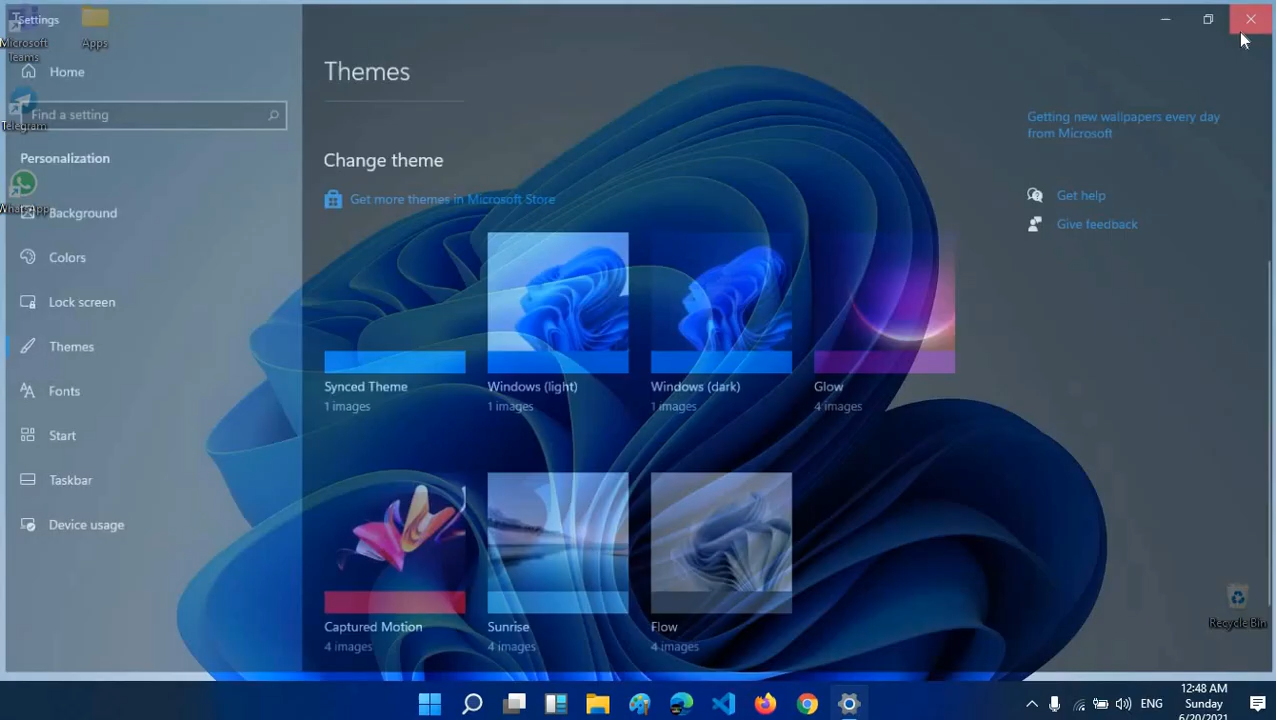 Settings
Microsoft
Teams
Apps
Home
Find a setting
Telegram
Personalization
WhatsApp
Background
Colors
Lock screen
Themes
Fonts
Start
Taskbar
Device usage
Themes
Change theme
Get more themes in Microsoft Store
Synced Theme
1 images
Windows (light)
1 images
Windows (dark)
1 images
Glow
4 images
Captured Motion
4 images
Sunrise
4 images
Flow
4 images
Getting new wallpapers every day
from Microsoft
Get help
Give feedback
Recycle Bin
ENG
12:48 AM
Sunday
6/20/2021